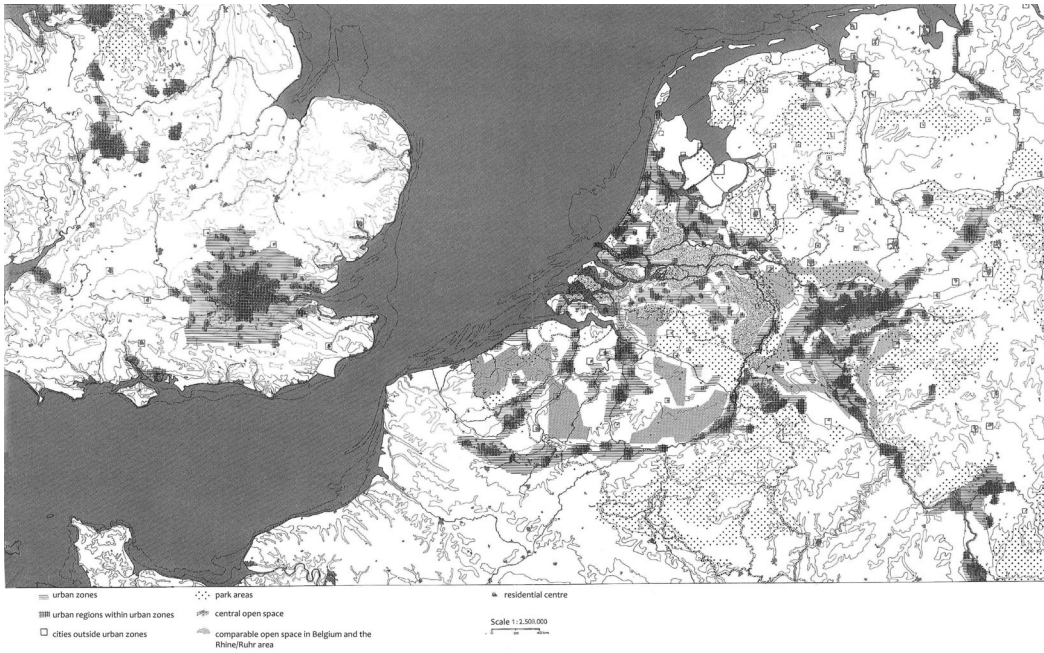 urban zones
urban regions within urban zones
cities outside urban zones
park areas
central open space
comparable open space in Belgium and the
Rhine/Ruhr area
residential centre
Scale 1:2.500.000